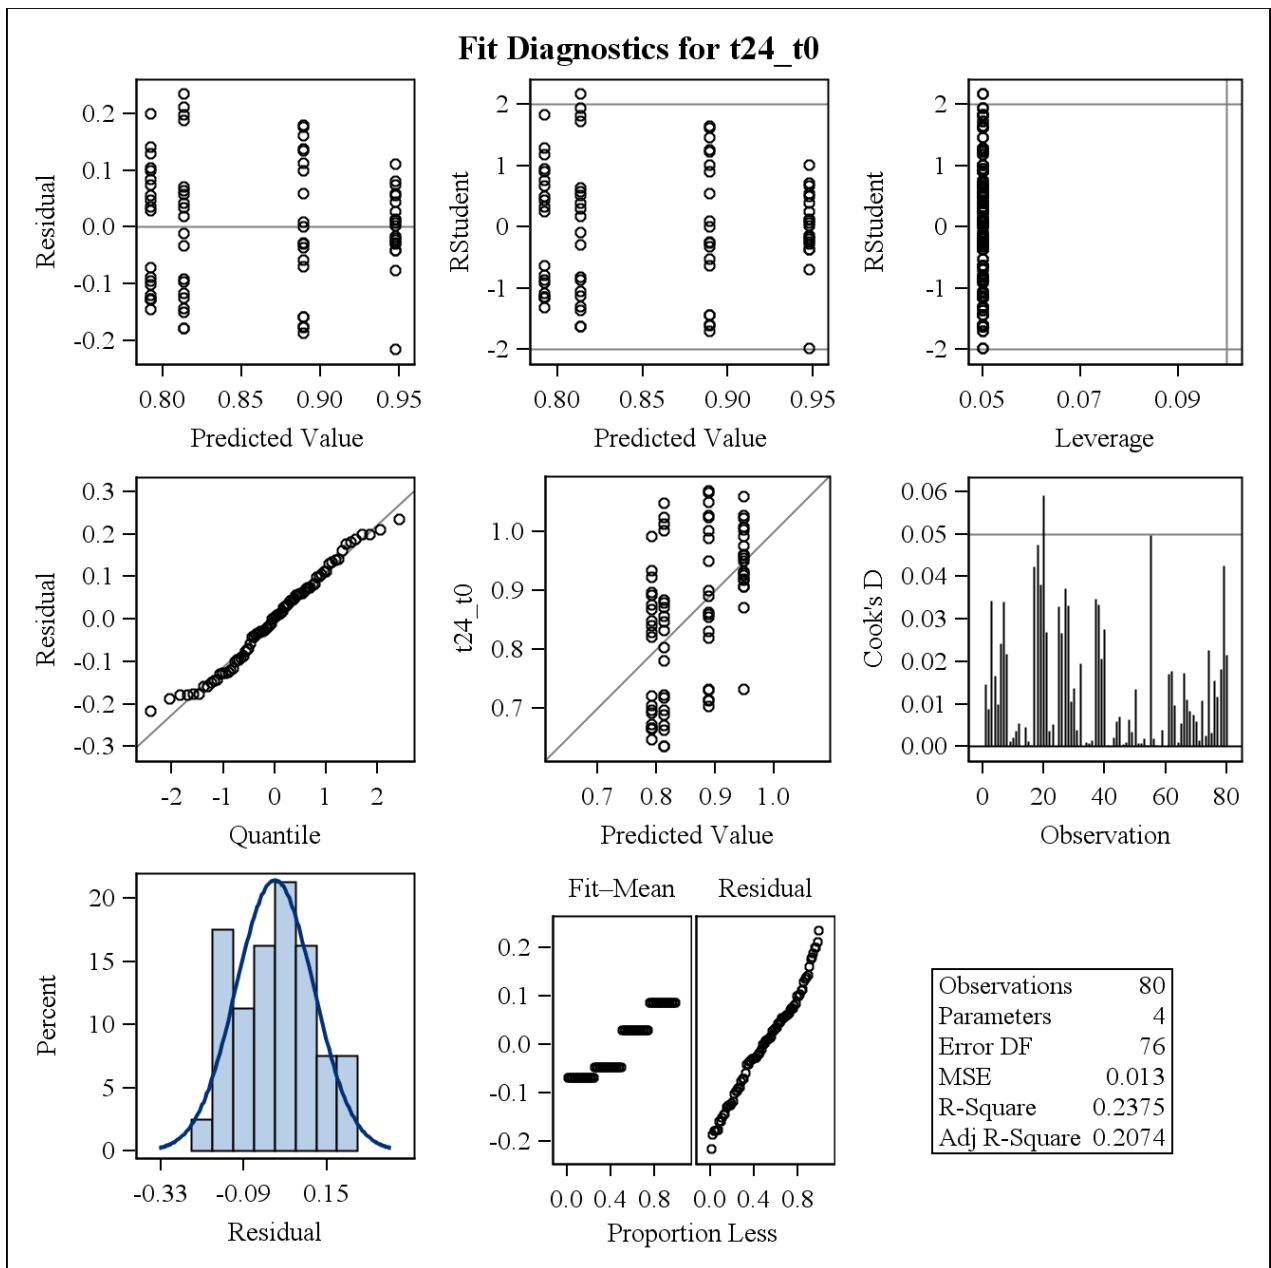 Fit Diagnostics for t24_t0
0.2
0.1
0.0
-0.1
-0.2
Residual
0.80 0.85 0.90 0.95
Predicted Value
2
1
0
-1
-2
RStudent
0.80 0.85 0.90 0.95
Predicted Value
2
1
0
-1
-2
RStudent
0.05 0.07 0.09
Leverage
0.3
0.2
0.1
0.0
-0.1
-0.2
-0.3
Residual
-2 -1 0 1 2
Quantile
1.0
0.9
0.8
0.7
t24_t0
0.7 0.8 0.9 1.0
Predicted Value
0.06
0.05
0.04
0.03
0.02
0.01
0.00
Cook's D
0 20 40 60 80
Observation
20
15
10
5
0
Percent
-0.33 -0.09 0.15
Residual
Fit–Mean Residual
0.2
0.1
0.0
-0.1
-0.2
0.0 0.4 0.8 0.0 0.4 0.8
Proportion Less
Observations 80
Parameters 4
Error DF 76
MSE 0.013
R-Square 0.2375
Adj R-Square 0.2074